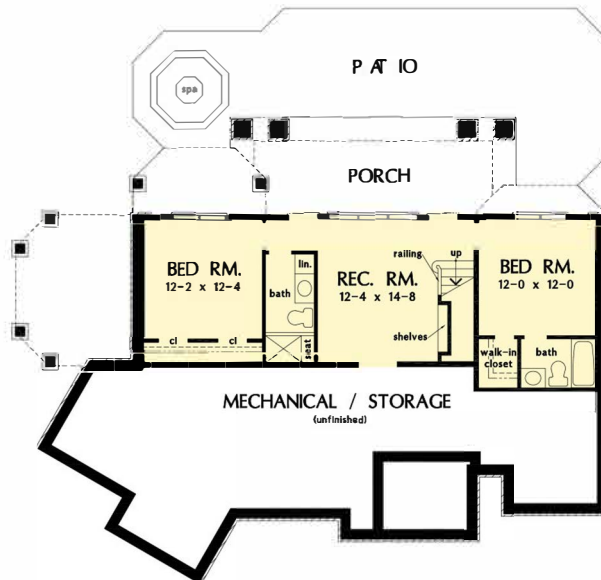 PATIO
spa
PORCH
railing
up
lin.
BED RM.
12-2 x 12-4
REC. RM.
12-4 x 14-8
BED RM.
12-0 x 12-0
bath
shelves
cl
cl
seat
walk-in
closet
bath
MECHANICAL / STORAGE
(unfinished)